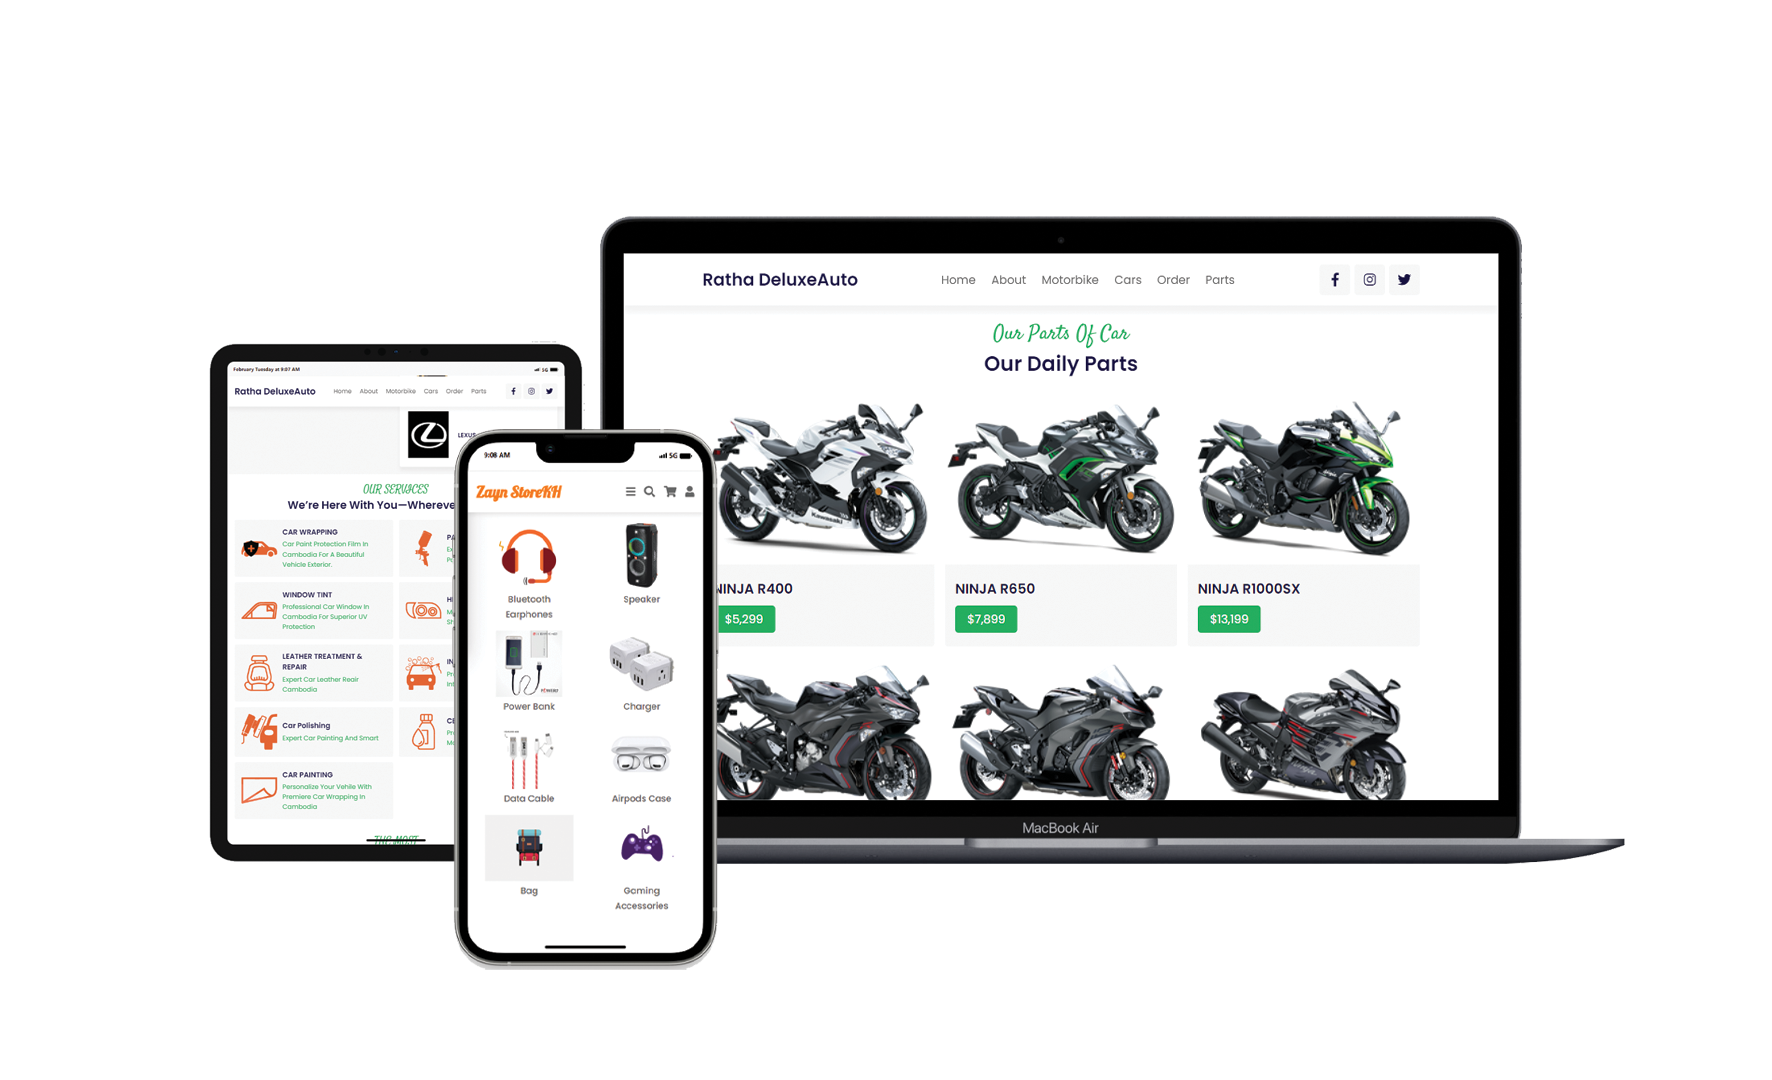 Ratha DeluxeAuto
Home About Motorbike Cars Order Parts
Our Parts Of Car
Our Daily Parts
NINJA R400
$5,299
NINJA R650
$7,899
NINJA R1000SX
$13,199
MacBook Air
February Tuesday at 9:07 AM
5G
Ratha DeluxeAuto
Home About Motorbike Cars Order Parts
LEXUS
OUR SERVICES
We're Here With You—Whereve
CAR WRAPPING
Car Paint Protection Film In
Cambodia For A Beautiful
Vehicle Exterior.
WINDOW TINT
Professional Car Window In
Cambodia For Superior UV
Protection
LEATHER TREATMENT &
REPAIR
Expert Car Leather Reair
Cambodia
Car Polishing
Expert Car Painting And Smart
CAR PAINTING
Personalize Your Vehile With
Premiere Car Wrapping In
Cambodia
THE MOST
9:08 AM
5G
Zayn StoreKH
Bluetooth
Earphones
Speaker
Power Bank
Charger
Data Cable
Airpods Case
Bag
Gaming
Accessories